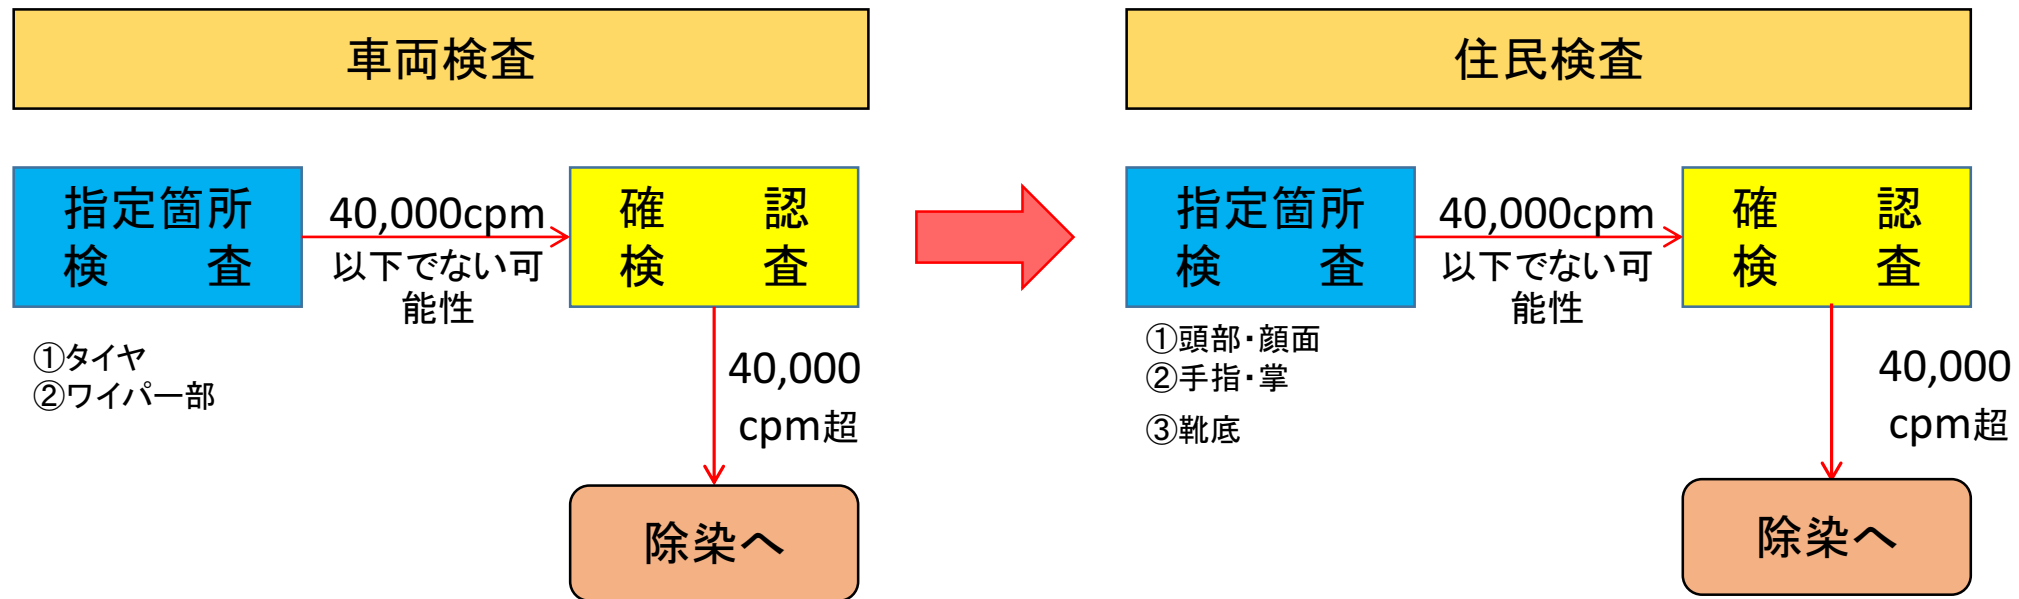 車両検査
指定箇所
検　査
40,000cpm
以下でない可
能性
確　認
検　査
①タイヤ
②ワイパー部
40,000
cpm超
除染へ
住民検査
指定箇所
検　査
40,000cpm
以下でない可
能性
確　認
検　査
①頭部・顔面
②手指・掌
③靴底
40,000
cpm超
除染へ